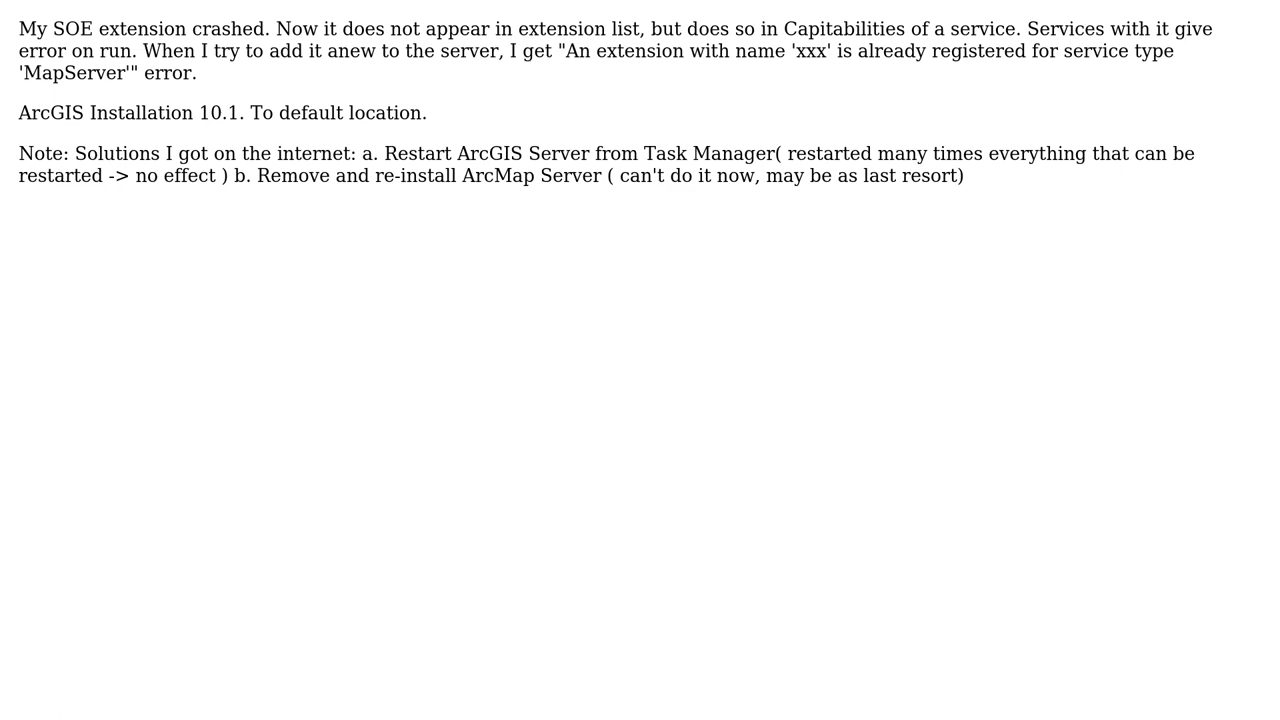 My SOE extension crashed. Now it does not appear in extension list, but does so in Capitabilities of a service. Services with it give
error on run. When I try to add it anew to the server, I get "An extension with name 'xxx' is already registered for service type
'MapServer'" error.
ArcGIS Installation 10.1. To default location.
Note: Solutions I got on the internet: a. Restart ArcGIS Server from Task Manager( restarted many times everything that can be
restarted -> no effect ) b. Remove and re-install ArcMap Server ( can't do it now, may be as last resort)